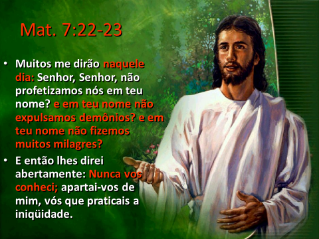 Mat. 7:22-23
• Muitos me dirão naquele
dia: Senhor, Senhor, não
profetizamos nós em teu
nome? e em teu nome não
expulsamos demônios? e em
teu nome não fizemos
muitos milagres?
• E então lhes direi
abertamente: Nunca vos
conheci; apartai-vos de
mim, vós que praticais a
iniqüidade.